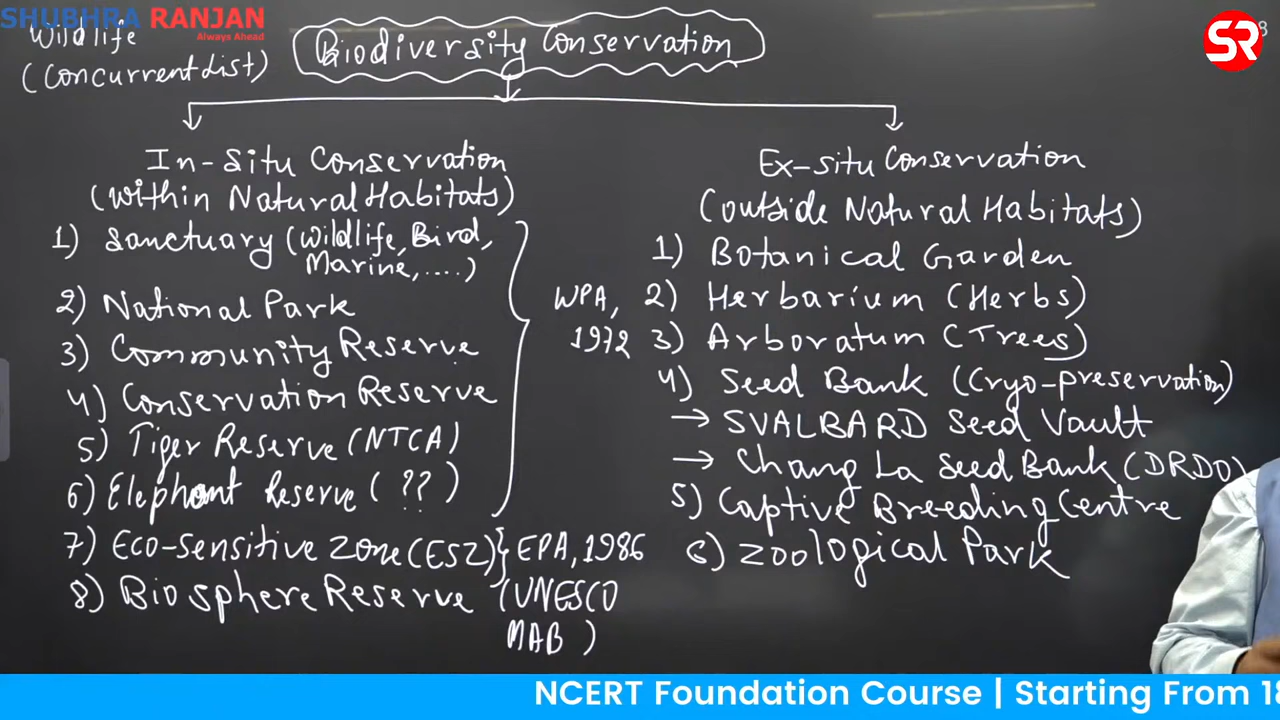 SHUBHRA RANJAN
Always Ahead
Wildlife
(Concurrent List)
Biodiversity Conservation
SR
8
In-Situ Conservation
(within Natural Habitats)
1) Sanctuary (Wildlife, Bird,
Marine, ....)
2) National Park
3) Community Reserve
4) Conservation Reserve
5) Tiger Reserve (NTCA)
6) Elephant Reserve (??)
WPA,
1972
7) Eco-Sensitive Zone (ESZ) } EPA, 1986
8) Biosphere Reserve (UNESCO
MAB)
Ex-situ Conservation
(outside Natural Habitats)
1) Botanical Garden
2) Herbarium (Herbs)
3) Arboratum (Trees)
4) Seed Bank (Cryo-preservation)
→ SVALBARD Seed Vault
→ Chang La Seed Bank (DRDO)
5) Captive Breeding Centre
6) Zoological Park
NCERT Foundation Course | Starting From 18